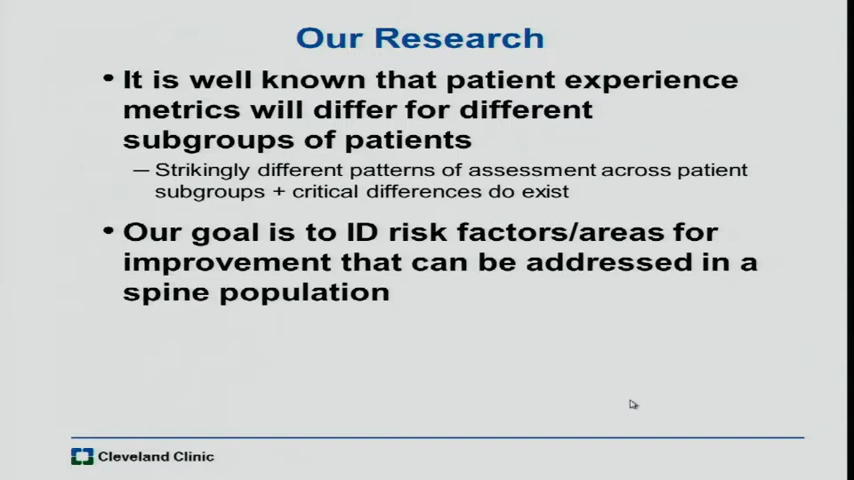 Our Research
• It is well known that patient experience
metrics will differ for different
subgroups of patients
– Strikingly different patterns of assessment across patient
subgroups + critical differences do exist
• Our goal is to ID risk factors/areas for
improvement that can be addressed in a
spine population
Cleveland Clinic